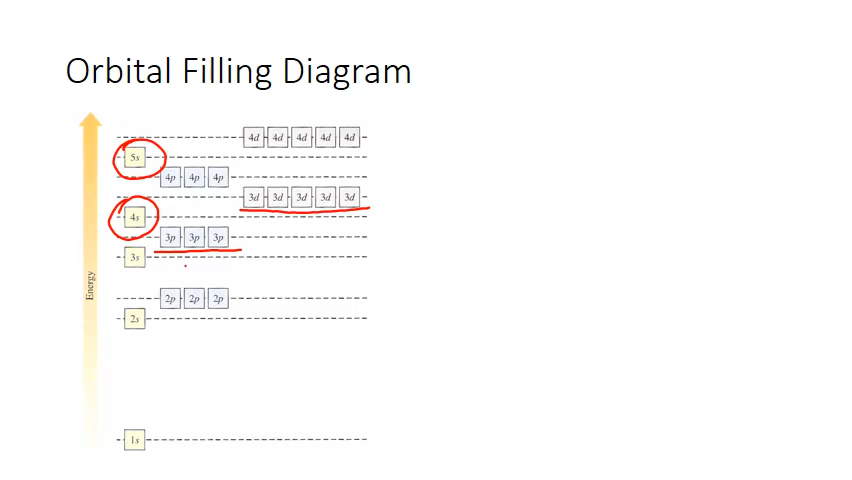 Orbital Filling Diagram
4d 4d 4d 4d 4d
5s
4p 4p 4p
3d 3d 3d 3d 3d
4s
3p 3p 3p
3s
Energy
2p 2p 2p
2s
1s